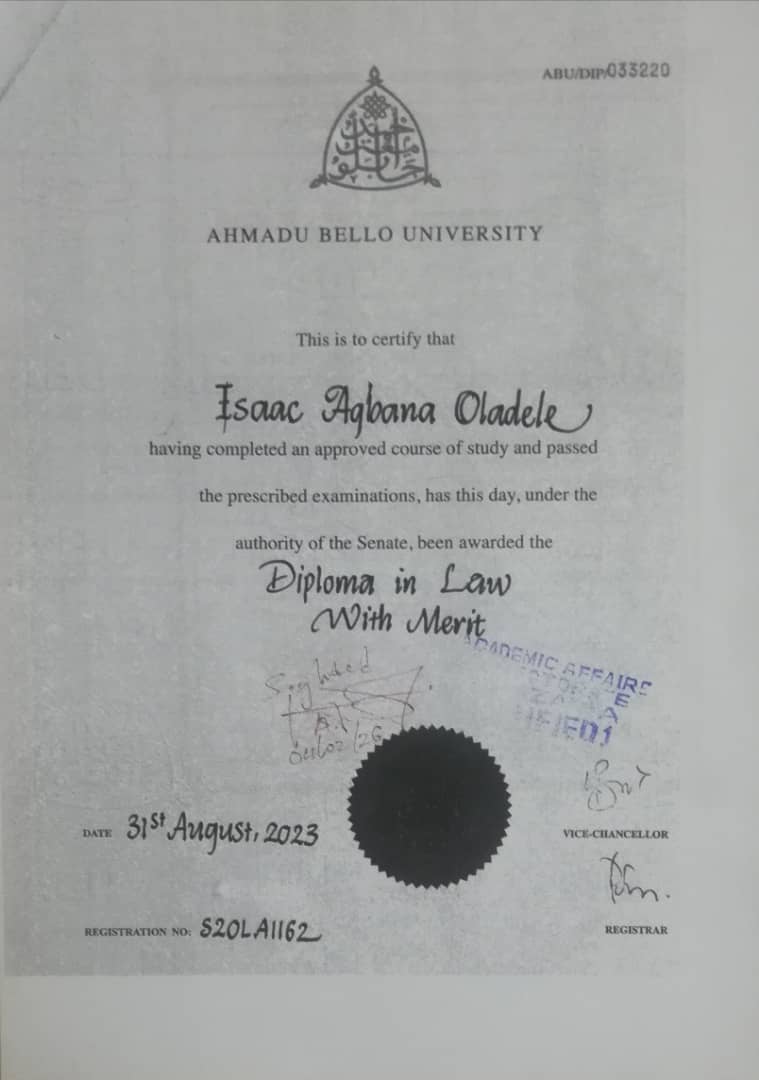 ABU/DIP/033220
AHMADU BELLO UNIVERSITY
This is to certify that
Isaac Agbana Oladele
having completed an approved course of study and passed
the prescribed examinations, has this day, under the
authority of the Senate, been awarded the
Diploma in Law
With Merit
ACADEMIC AFFAIRS
Sighted
DATE 31st August, 2023
VICE-CHANCELLOR
REGISTRATION NO: S20LA1162
REGISTRAR